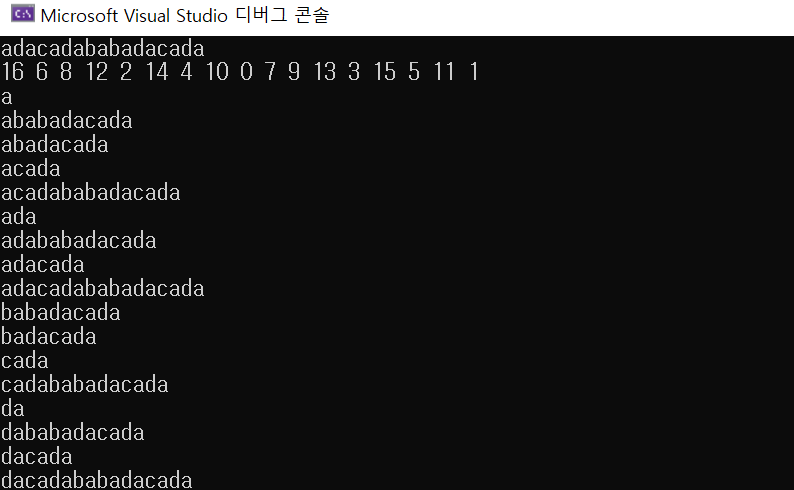 Microsoft Visual Studio 디버그 콘솔
adacadababadacada
16 6 8 12 2 14 4 10 0 7 9 13 3 15 5 11 1
a
ababadacada
abadacada
acada
acadababadacada
ada
adababadacada
adacada
adacadababadacada
babadacada
badacada
cada
cadababadacada
da
dababadacada
dacada
dacadababadacada